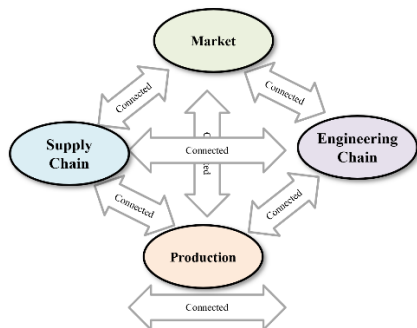 Market
Connected
Connected
Supply
Chain
Connected
Engineering
Chain
Connected
Connected
Production
Connected